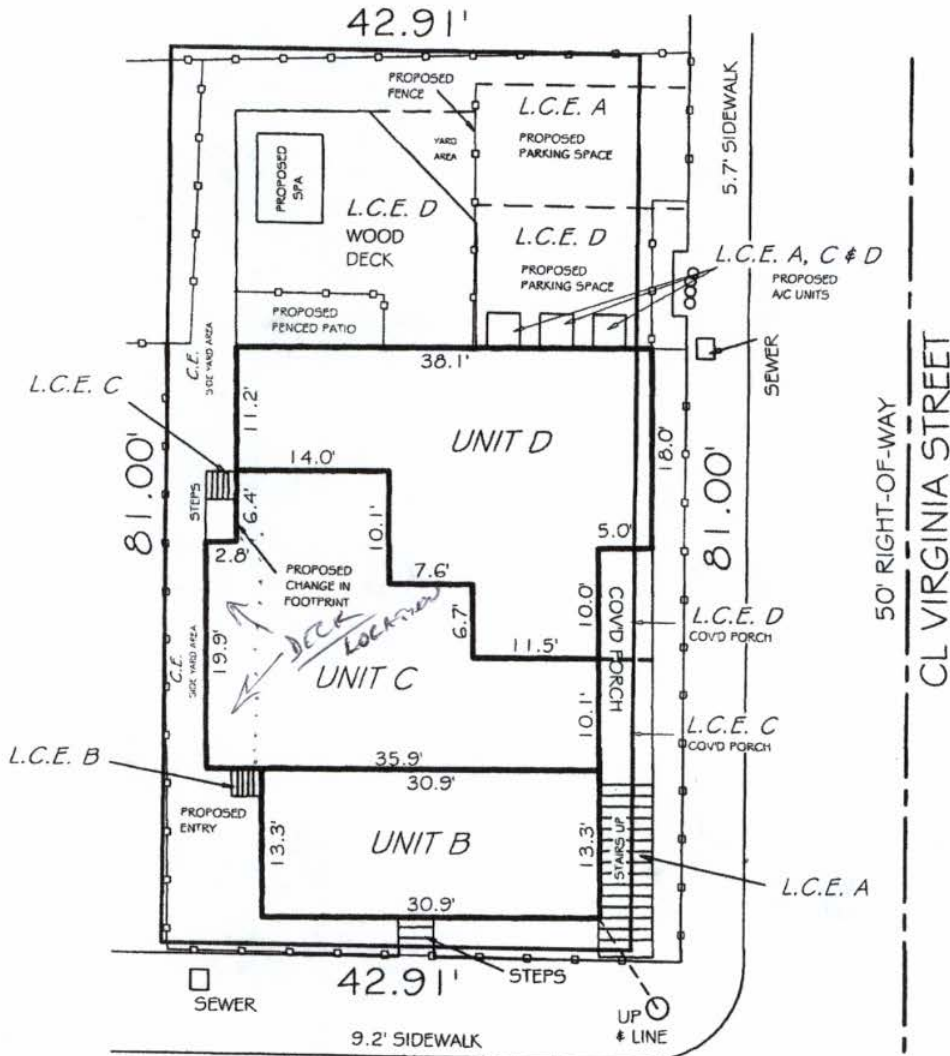 42.91'
PROPOSED
FENCE
L.C.E. A
PROPOSED
PARKING SPACE
5.7' SIDEWALK
YARD
AREA
PROPOSED
SPA
L.C.E. D
WOOD
DECK
L.C.E. D
PROPOSED
PARKING SPACE
L.C.E. A, C & D
PROPOSED
A/C UNITS
PROPOSED
FENCED PATIO
C.E.
SIDE YARD AREA
38.1'
SEWER
L.C.E. C
11.2'
UNIT D
18.0'
14.0'
81.00'
STEPS
6.4'
10.1'
5.0'
81.00'
50' RIGHT-OF-WAY
CL VIRGINIA STREET
2.8'
PROPOSED
CHANGE IN
FOOTPRINT
7.6'
10.0'
COV'D PORCH
L.C.E. D
COV'D PORCH
DECK
LOCATION
6.7'
11.5'
C.E.
SIDE YARD AREA
19.9'
UNIT C
10.1'
L.C.E. C
COV'D PORCH
L.C.E. B
35.9'
30.9'
PROPOSED
ENTRY
13.3'
UNIT B
13.3'
STAIRS UP
L.C.E. A
30.9'
STEPS
42.91'
SEWER
UP
& LINE
9.2' SIDEWALK